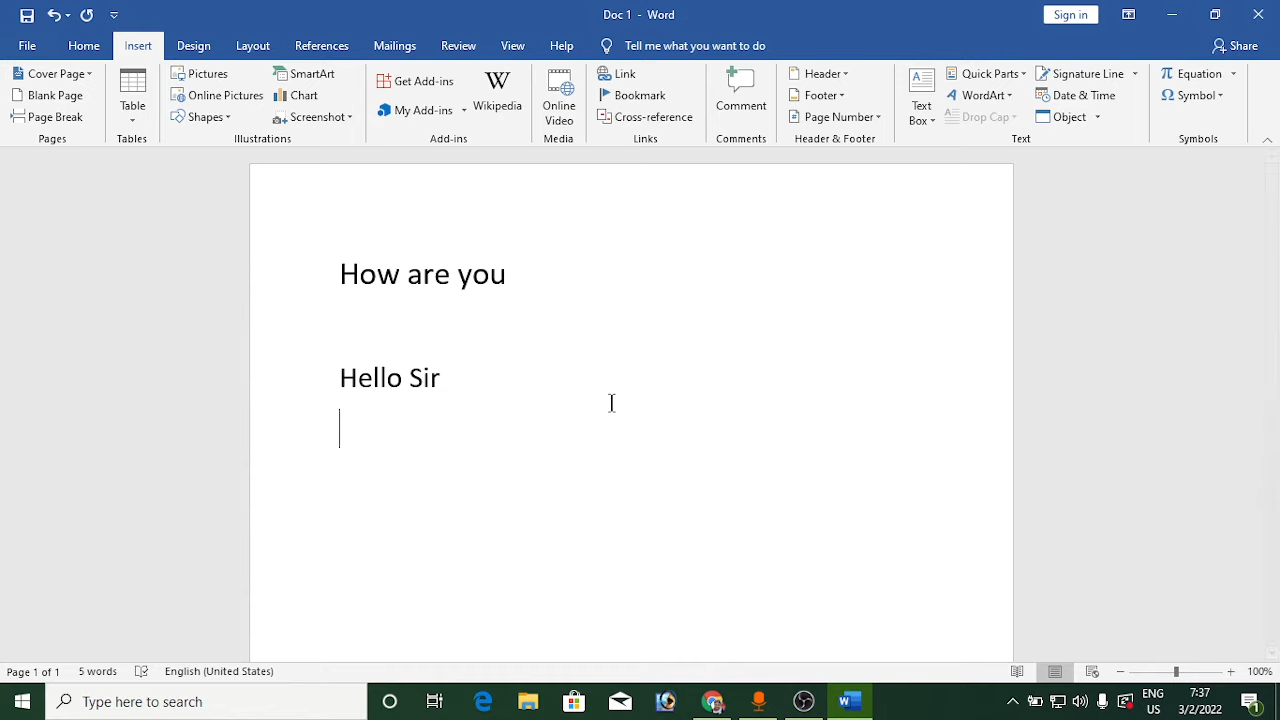 Doc 1 - Word
Sign in
File Home Insert Design Layout References Mailings Review View Help Tell me what you want to do Share
Cover Page
Blank Page
Page Break
Pages
Table
Tables
Pictures
Online Pictures
Shapes
SmartArt
Chart
Screenshot
Illustrations
Get Add-ins
My Add-ins
W
Wikipedia
Add-ins
Online
Video
Media
Link
Bookmark
Cross-reference
Links
Comment
Comments
Header
Footer
Page Number
Header & Footer
Text
Box
Quick Parts
WordArt
Drop Cap
Signature Line
Date & Time
Object
Text
Equation
Symbol
Symbols
How are you
Hello Sir
Page 1 of 1 5 words English (United States) 100%
Type here to search
ENG
US
7:37
3/2/2022
1